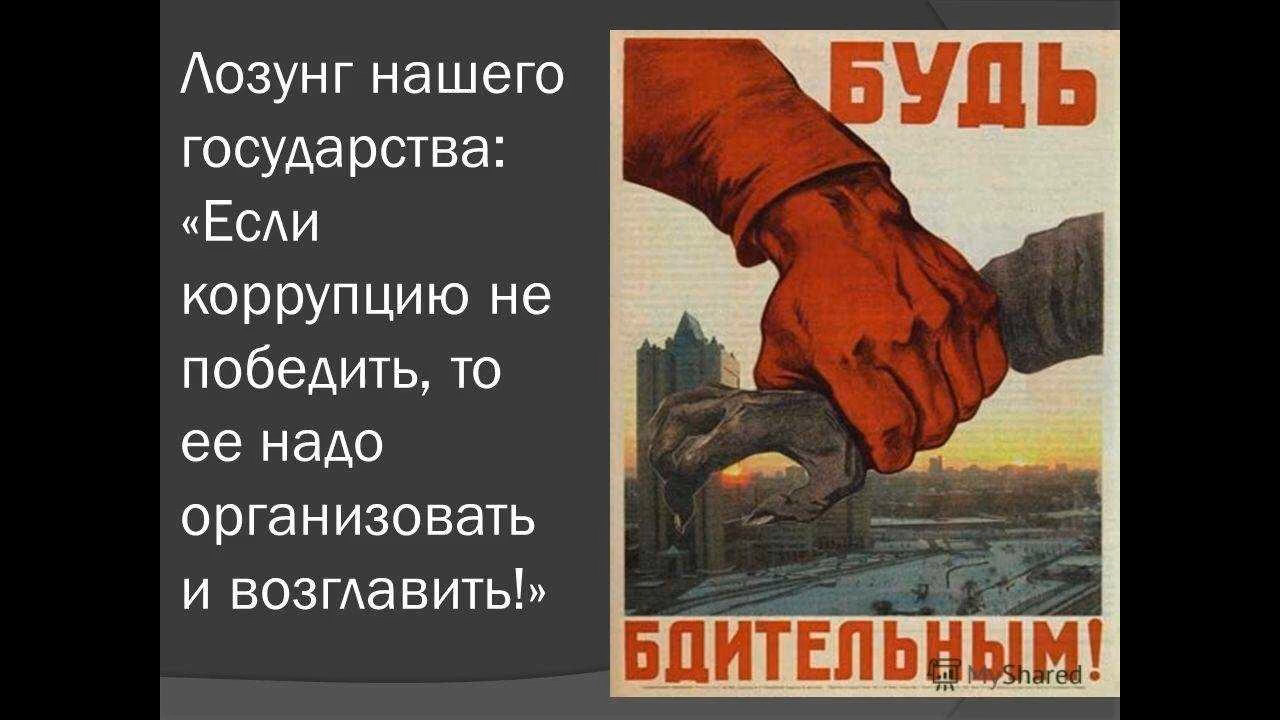 Лозунг нашего
государства:
«Если
коррупцию не
победить, то
ее надо
организовать
и возглавить!»
БУДЬ
БДИТЕЛЬНЫМ!
MyShared